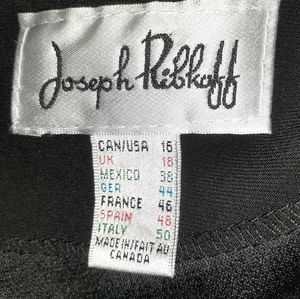 Joseph Ribkoff
CAN/USA 16
UK 18
MEXICO 38
GER 44
FRANCE 46
SPAIN 48
ITALY 50
MADE IN/FAIT AU
CANADA